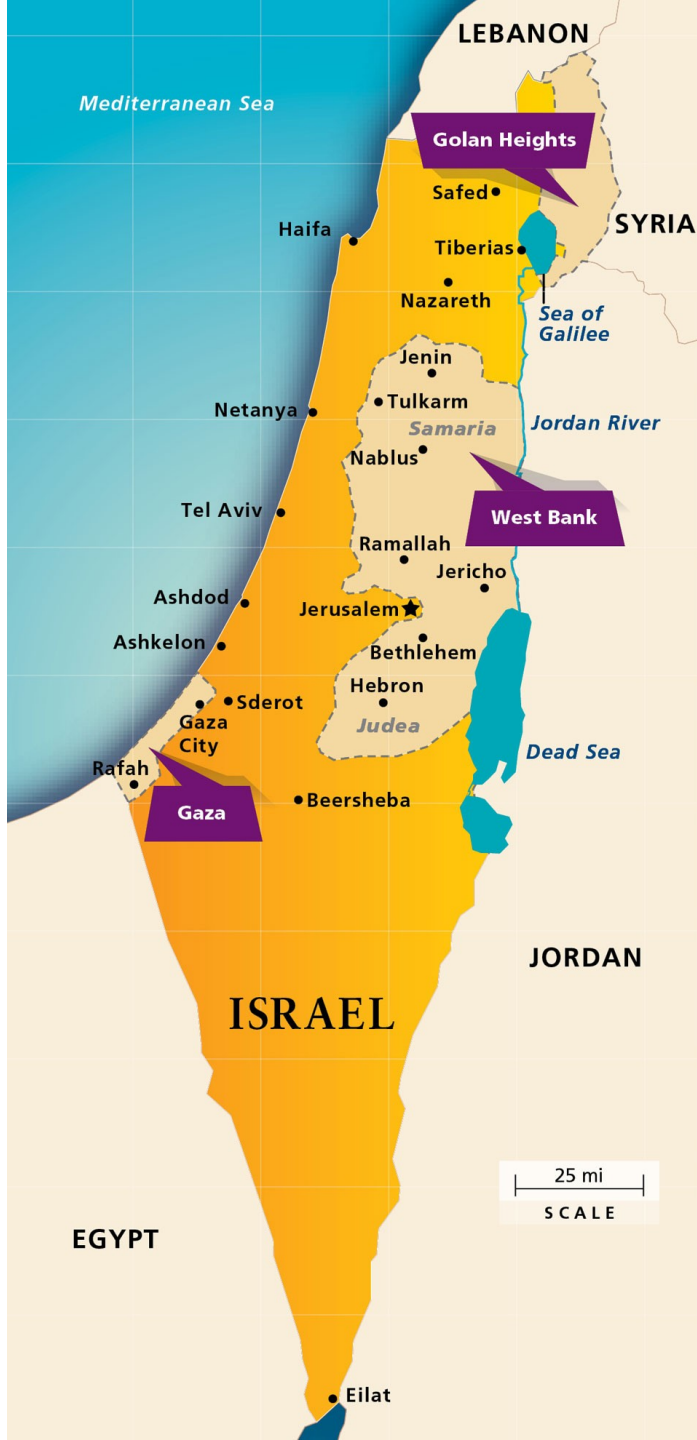 LEBANON
Mediterranean Sea
Golan Heights
Safed
SYRIA
Haifa
Tiberias
Nazareth
Sea of
Galilee
Jenin
Netanya
Tulkarm
Samaria
Jordan River
Nablus
Tel Aviv
West Bank
Ramallah
Jericho
Ashdod
Jerusalem
Ashkelon
Bethlehem
Hebron
Sderot
Gaza
City
Judea
Dead Sea
Rafah
Beersheba
Gaza
JORDAN
ISRAEL
25 mi
SCALE
EGYPT
Eilat